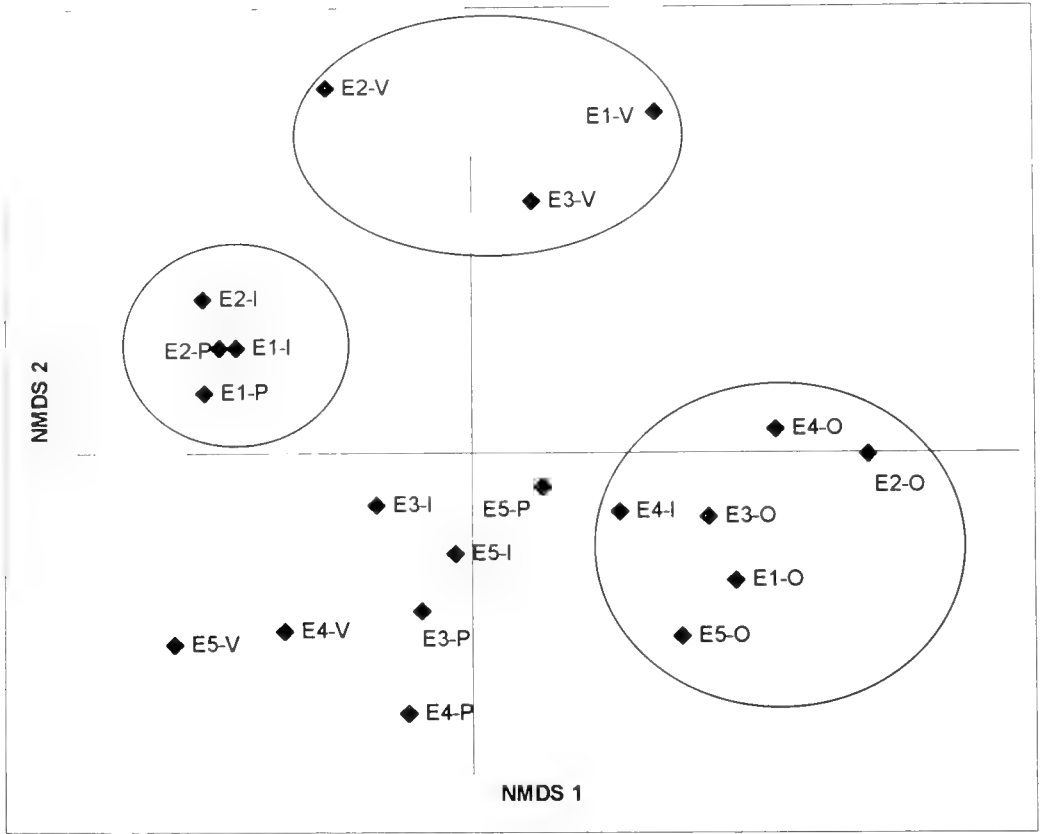 E2-V
E1-V
E3-V
E2-I
E2-P
E1-I
E1-P
NMDS 2
E4-O
E2-O
E3-I
E5-P
E4-I
E3-O
E5-I
E1-O
E3-P
E4-V
E5-V
E5-O
E4-P
NMDS 1